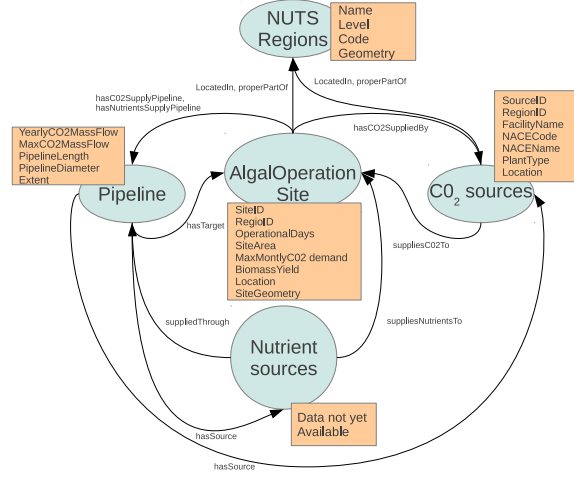 NUTS
Regions
Name
Level
Code
Geometry
LocatedIn, properPartOf
LocatedIn, properPartOf
hasC02SupplyPipeline,
hasNutrientsSupplyPipeline
hasCO2SuppliedBy
SourceID
RegionID
FacilityName
NACECode
NACEName
PlantType
Location
YearlyCO2MassFlow
MaxCO2MassFlow
PipelineLength
PipelineDiameter
Extent
Pipeline
AlgalOperation
Site
C0₂ sources
hasTarget
SiteID
RegioID
OperationalDays
SiteArea
MaxMontlyC02 demand
BiomassYield
Location
SiteGeometry
suppliesC02To
suppliedThrough
suppliesNutrientsTo
Nutrient
sources
Data not yet
Available
hasSource
hasSource